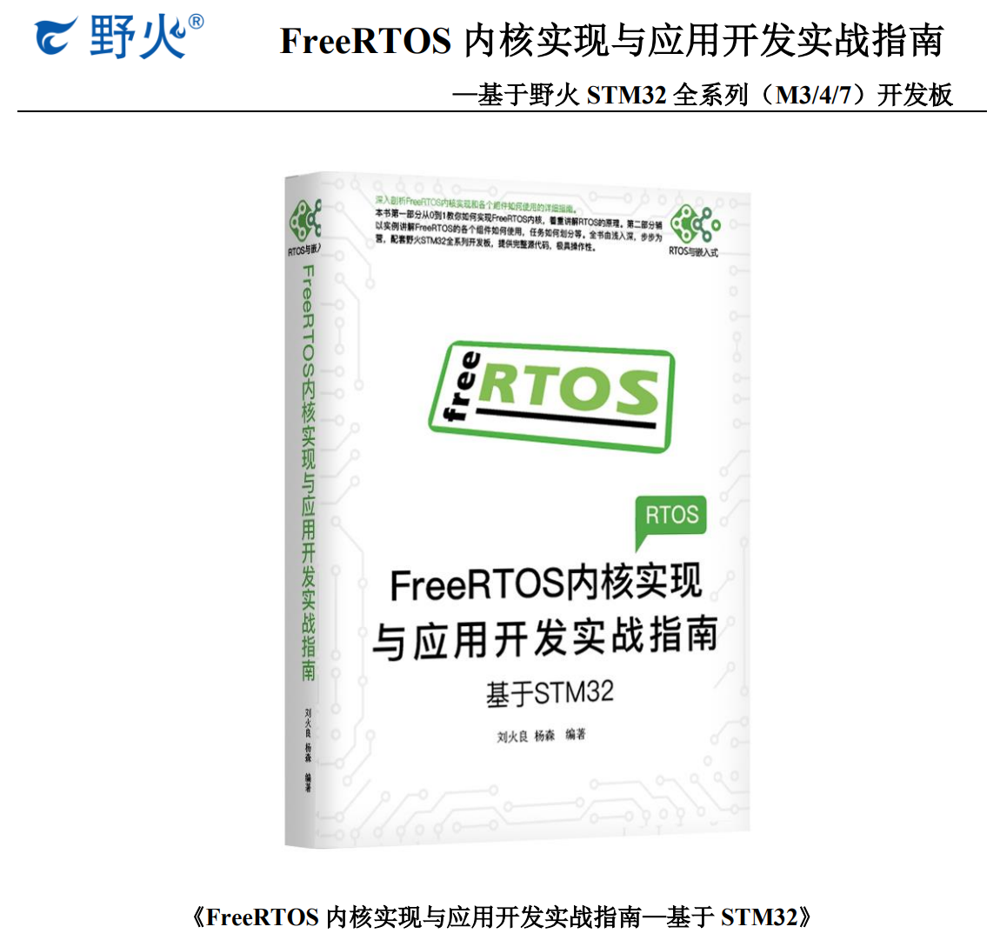 野火®
FreeRTOS 内核实现与应用开发实战指南
—基于野火 STM32 全系列（M3/4/7）开发板
深入剖析FreeRTOS内核实现和各个组件如何使用的详细指南。
本书第一部分从0到1教你如何实现FreeRTOS内核，着重讲解RTOS的原理。第二部分辅
以实例讲解FreeRTOS的各个组件如何使用，任务如何划分等。全书由浅入深，步步为
营，配套野火STM32全系列开发板，提供完整源代码，极具操作性。
RTOS与嵌入式
RTOS与嵌入
FreeRTOS内核实现与应用开发实战指南
刘火良 杨森 编著
free RTOS
RTOS
FreeRTOS内核实现
与应用开发实战指南
基于STM32
刘火良 杨森 编著
《FreeRTOS 内核实现与应用开发实战指南—基于 STM32》